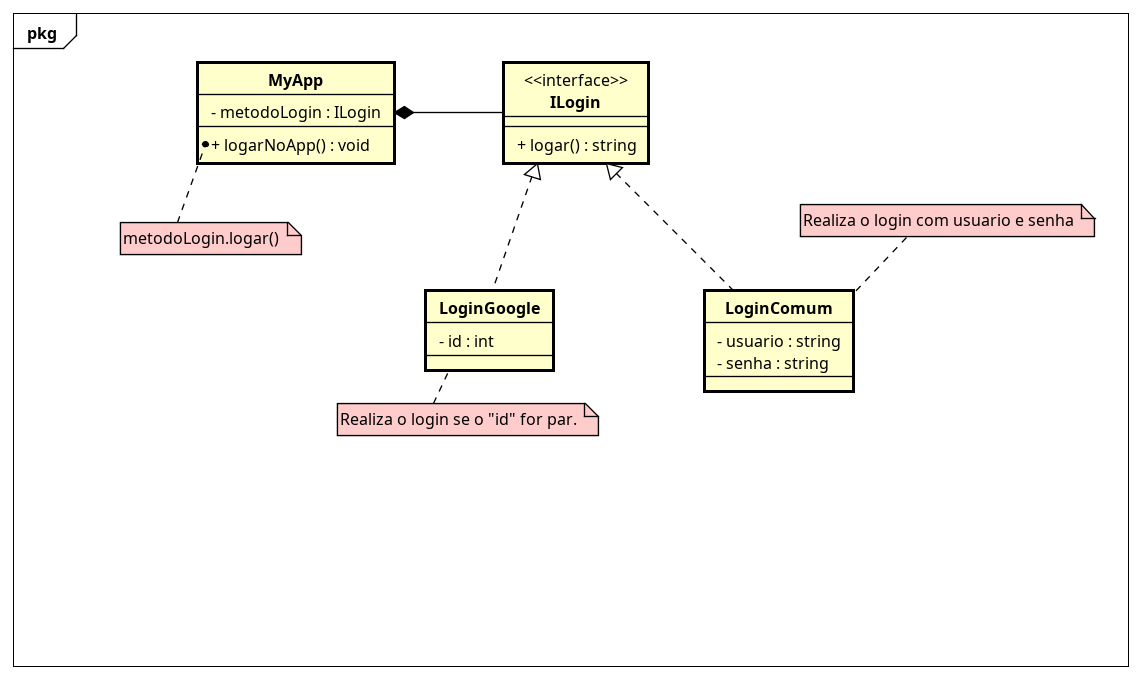 pkg
MyApp
- metodoLogin : ILogin
+ logarNoApp() : void
<<interface>>
ILogin
+ logar() : string
metodoLogin.logar()
Realiza o login com usuario e senha
LoginGoogle
- id : int
LoginComum
- usuario : string
- senha : string
Realiza o login se o "id" for par.